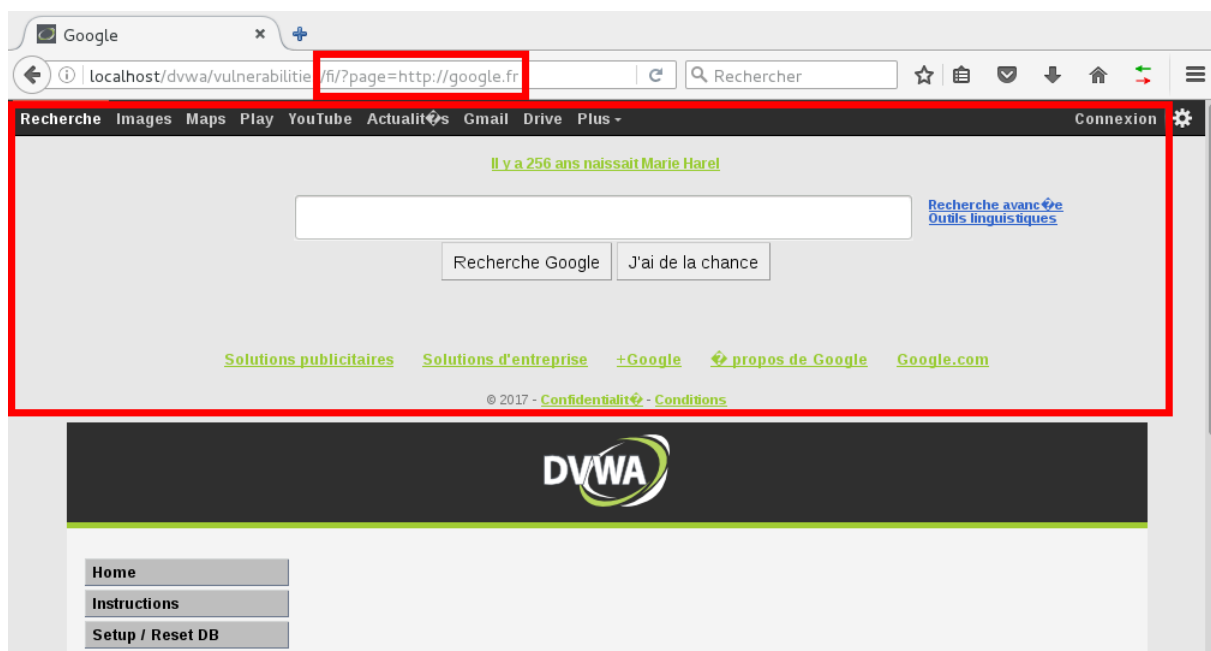 Google
localhost/dvwa/vulnerabilitie /fi/?page=http://google.fr
Rechercher
Recherche Images Maps Play YouTube Actualit�s Gmail Drive Plus Connexion
Il y a 256 ans naissait Marie Harel
Recherche avanc�e
Outils linguistiques
Recherche Google J'ai de la chance
Solutions publicitaires Solutions d'entreprise +Google � propos de Google Google.com
© 2017 - Confidentialit� - Conditions
DVWA
Home
Instructions
Setup / Reset DB